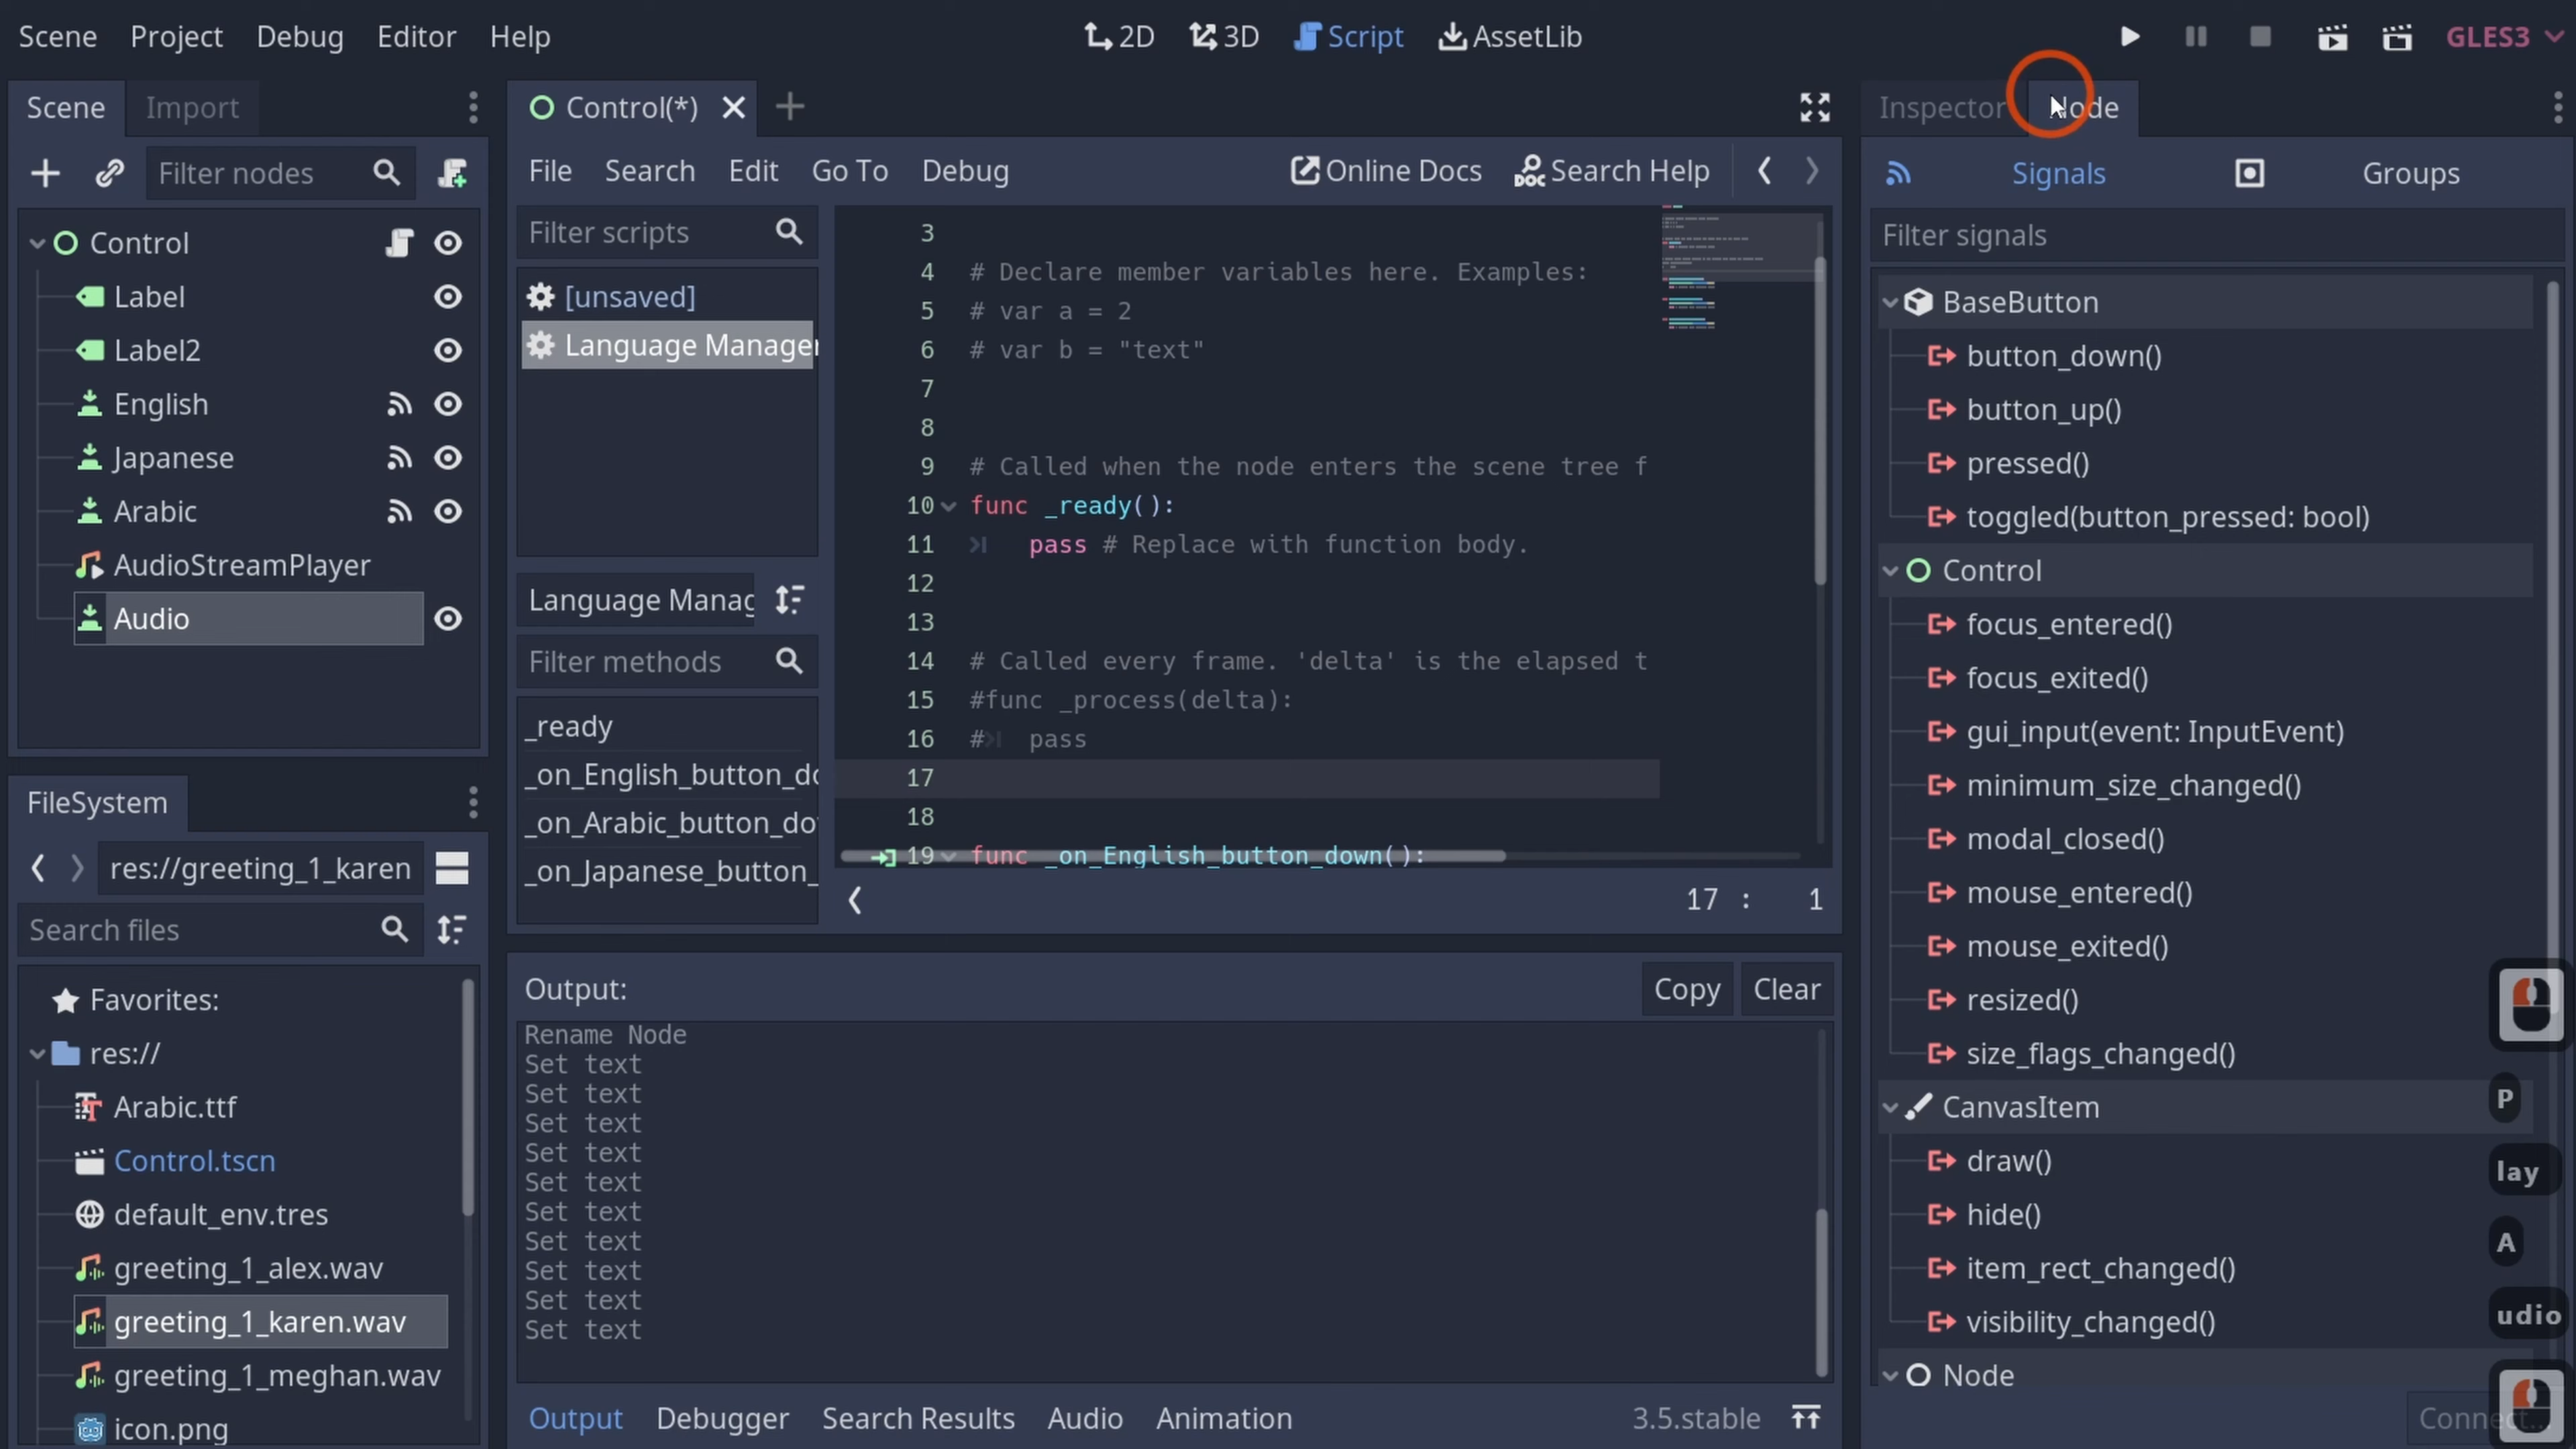 Scene Project Debug Editor Help
2D 3D Script AssetLib
GLES3
Scene Import
Filter nodes
Control
Label
Label2
English
Japanese
Arabic
AudioStreamPlayer
Audio
FileSystem
res://greeting_1_karen
Search files
Favorites:
res://
Arabic.ttf
Control.tscn
default_env.tres
greeting_1_alex.wav
greeting_1_karen.wav
greeting_1_meghan.wav
icon.png
Control(*)
File Search Edit Go To Debug
Online Docs Search Help
Filter scripts
[unsaved]
Language Manager
Language Manag
Filter methods
_ready
_on_English_button_do
_on_Arabic_button_do
_on_Japanese_button_
3
4 # Declare member variables here. Examples:
5 # var a = 2
6 # var b = "text"
7
8
9 # Called when the node enters the scene tree f
10 func _ready():
11 pass # Replace with function body.
12
13
14 # Called every frame. 'delta' is the elapsed t
15 #func _process(delta):
16 # pass
17
18
19 func _on_English_button_down():
17 : 1
Output:
Copy Clear
Rename Node
Set text
Set text
Set text
Set text
Set text
Set text
Set text
Set text
Set text
Set text
Output Debugger Search Results Audio Animation
3.5.stable
Inspector Node
Signals Groups
Filter signals
BaseButton
button_down()
button_up()
pressed()
toggled(button_pressed: bool)
Control
focus_entered()
focus_exited()
gui_input(event: InputEvent)
minimum_size_changed()
modal_closed()
mouse_entered()
mouse_exited()
resized()
size_flags_changed()
CanvasItem
draw()
hide()
item_rect_changed()
visibility_changed()
Node
Connect...
P
lay
A
udio